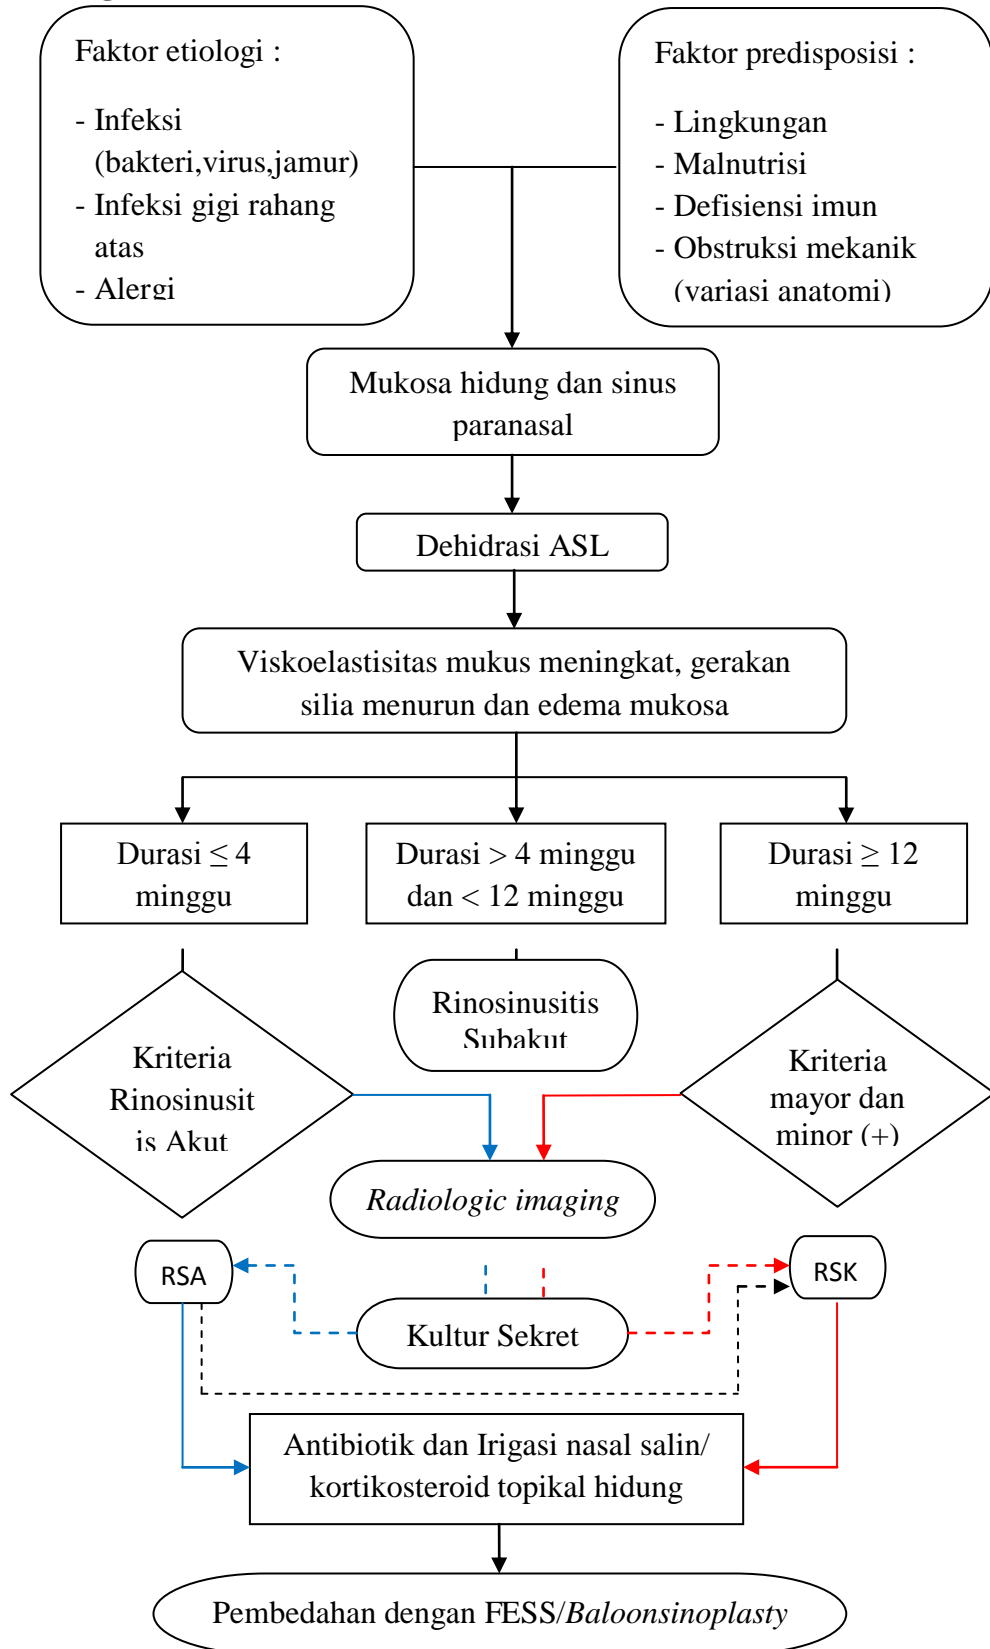 Faktor etiologi :
- Infeksi
(bakteri,virus,jamur)
- Infeksi gigi rahang
atas
- Alergi
Faktor predisposisi :
- Lingkungan
- Malnutrisi
- Defisiensi imun
- Obstruksi mekanik
(variasi anatomi)
Mukosa hidung dan sinus
paranasal
Dehidrasi ASL
Viskoelastisitas mukus meningkat, gerakan
silia menurun dan edema mukosa
Durasi ≤ 4
minggu
Durasi > 4 minggu
dan < 12 minggu
Durasi ≥ 12
minggu
Kriteria
Rinosinusit
is Akut
Rinosinusitis
Subakut
Kriteria
mayor dan
minor (+)
Radiologic imaging
RSA
RSK
Kultur Sekret
Antibiotik dan Irigasi nasal salin/
kortikosteroid topikal hidung
Pembedahan dengan FESS/Baloonsinoplasty